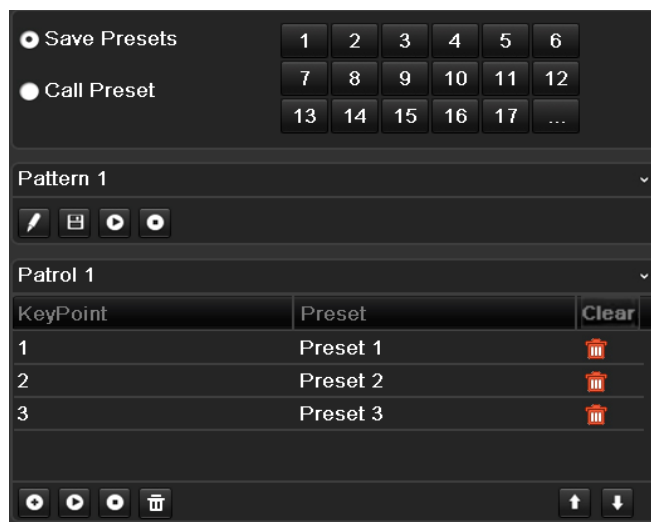 Save Presets
1 2 3 4 5 6
Call Preset
7 8 9 10 11 12
13 14 15 16 17 ...
Pattern 1
Patrol 1
KeyPoint Preset Clear
1 Preset 1
2 Preset 2
3 Preset 3